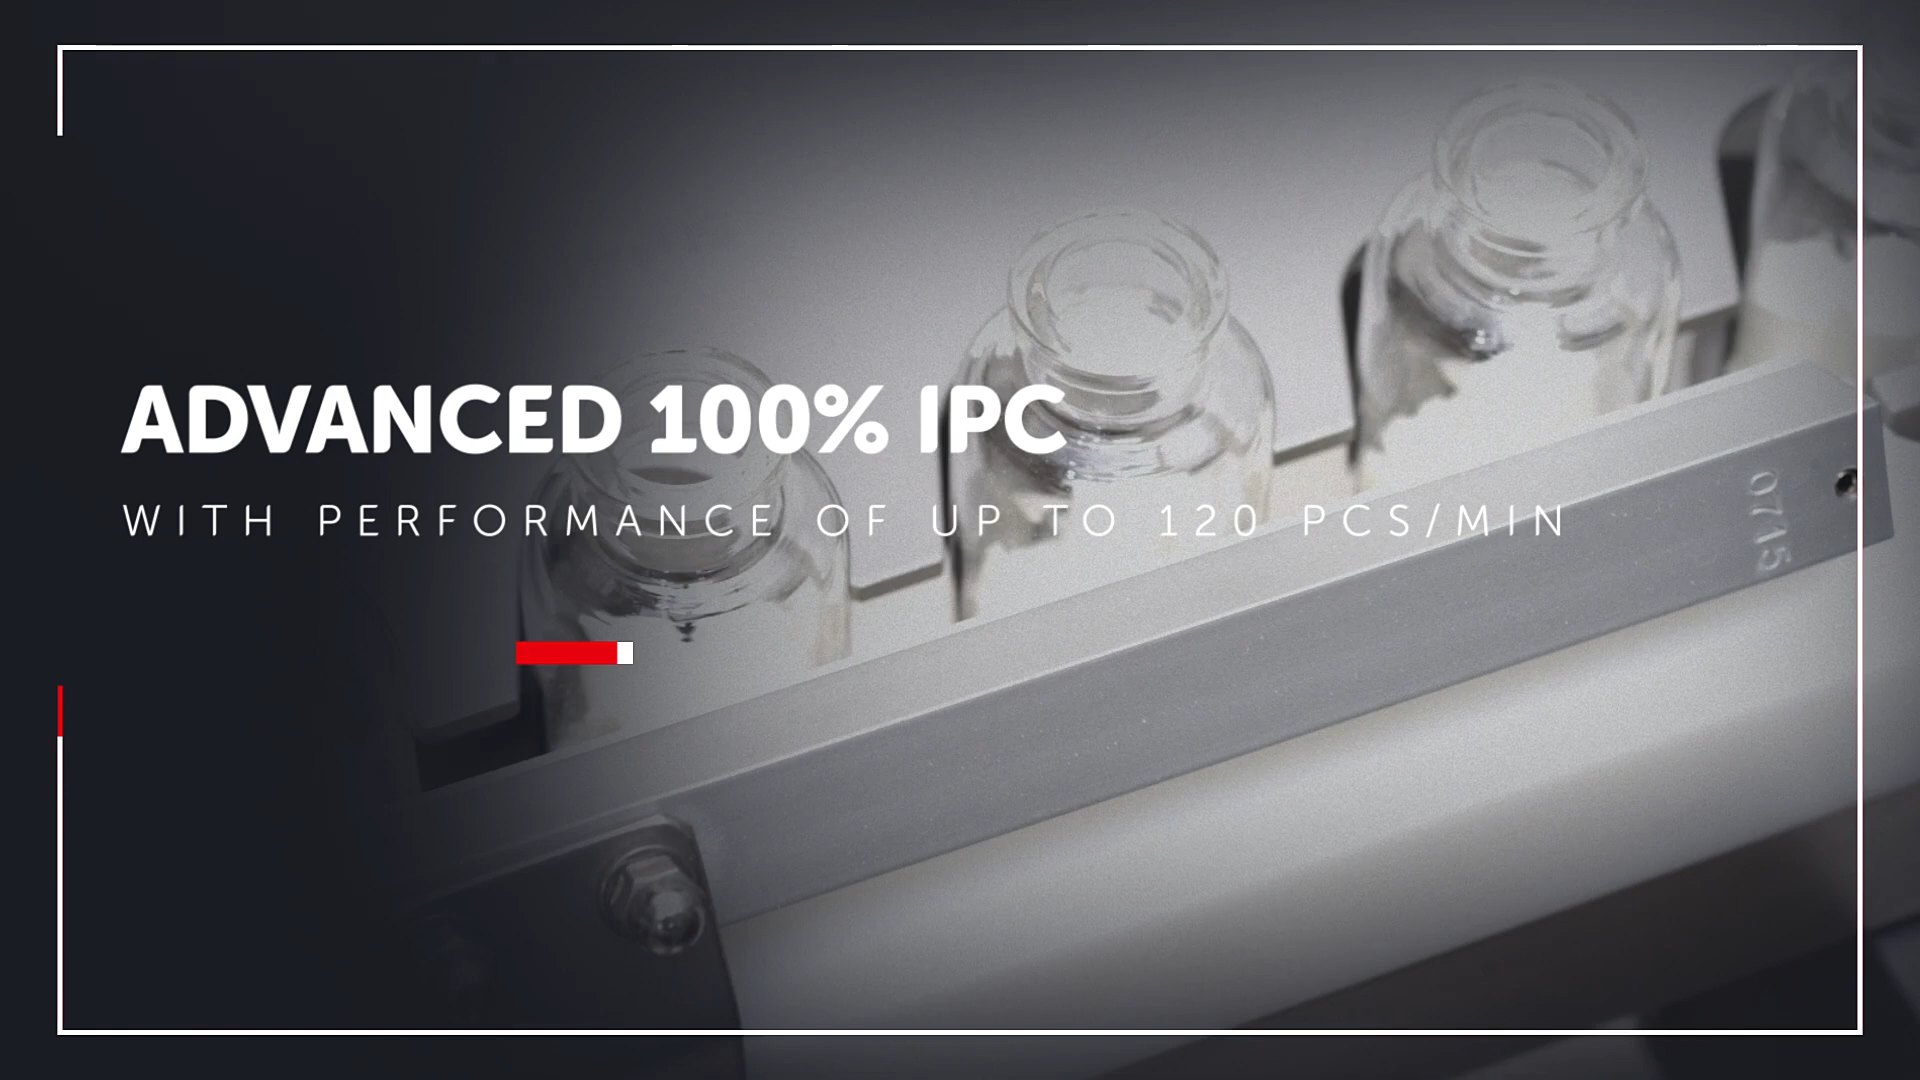 ADVANCED 100% IPC
WITH PERFORMANCE OF UP TO 120 PCS/MIN
0715